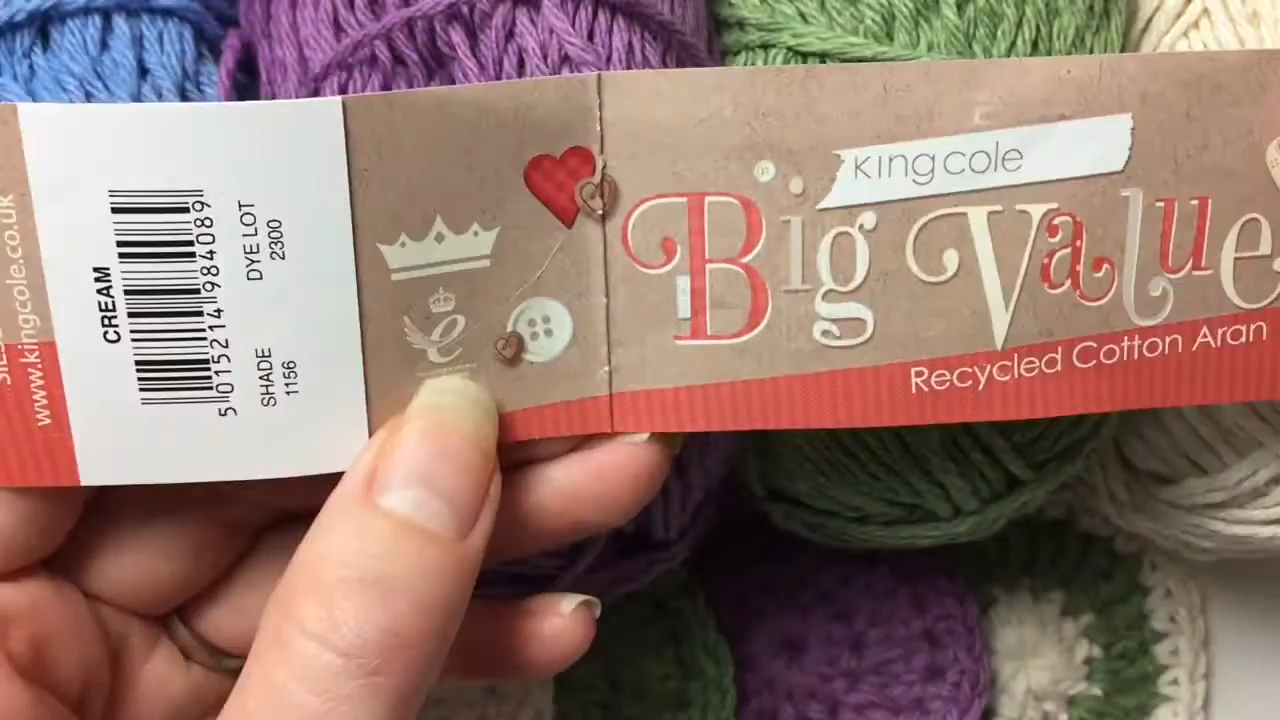 www.kingcole.co.uk
CREAM
5 015214 984089
SHADE
1156
DYE LOT
2300
King cole
Big Value
Recycled Cotton Aran